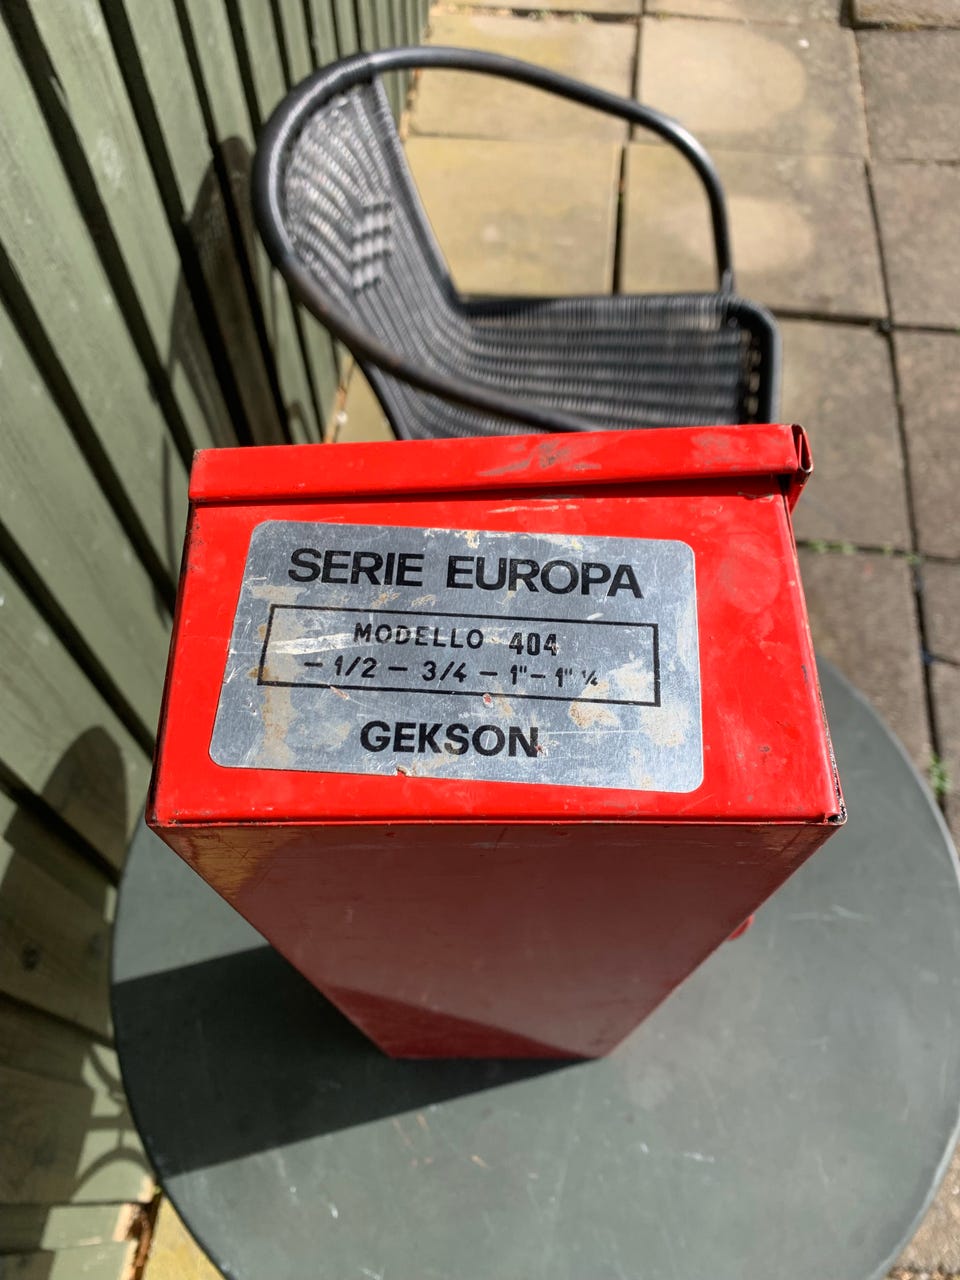 SERIE EUROPA
MODELLO 404
- 1/2 - 3/4 - 1" - 1" ¼
GEKSON